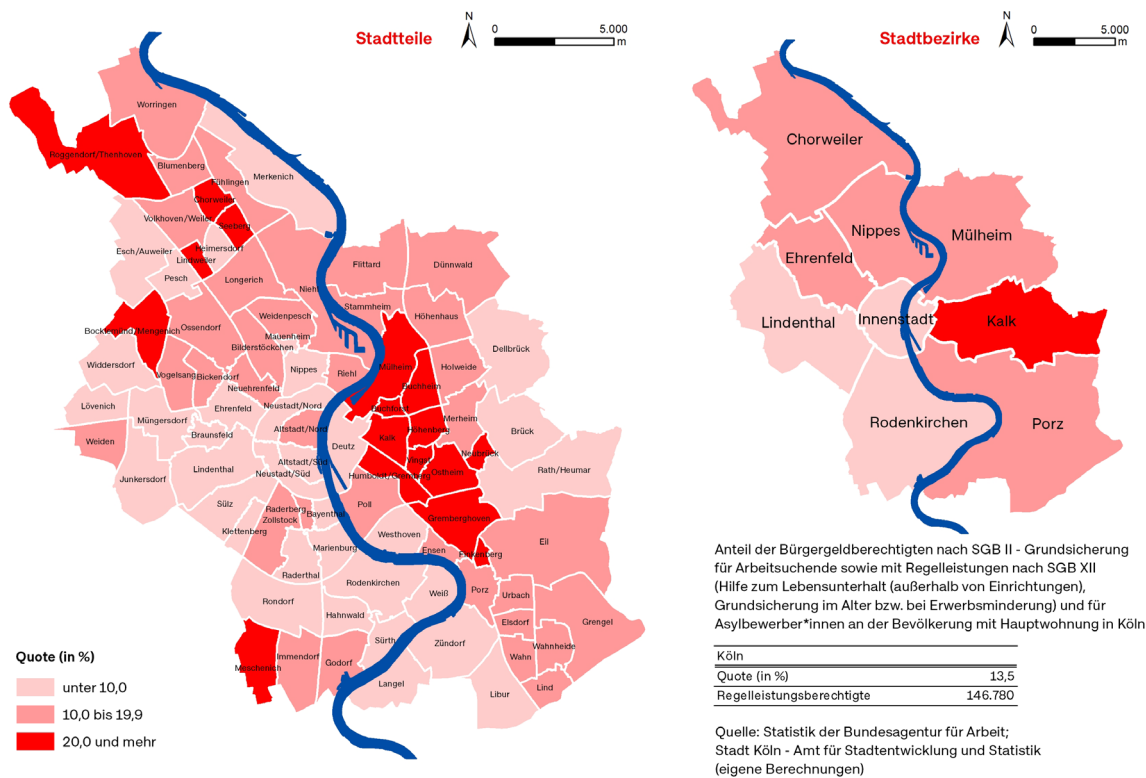 Stadtteile
N
0 5.000
m
Stadtbezirke
N
0 5.000
m
Worringen
Roggendorf/Thenhoven
Blumenberg
Fühlingen
Merkenich
Chorweiler
Volkhoven/Weiler
Seeberg
Heimersdorf
Esch/Auweiler
Lindweiler
Pesch
Longerich
Niehl
Flittard
Dünnwald
Stammheim
Höhenhaus
Weidenpesch
Ossendorf
Bocklemünd/Mengenich
Mauenheim
Bilderstöckchen
Dellbrück
Widdersdorf
Vogelsang
Bickendorf
Nippes
Riehl
Mülheim
Holweide
Neuehrenfeld
Buchheim
Lövenich
Müngersdorf
Ehrenfeld
Neustadt/Nord
Buchforst
Merheim
Weiden
Braunsfeld
Altstadt/Nord
Höhenberg
Brück
Kalk
Deutz
Neubrück
Junkersdorf
Lindenthal
Altstadt/Süd
Vingst
Neustadt/Süd
Humboldt/Gremberg
Ostheim
Rath/Heumar
Sülz
Raderberg
Bayenthal
Poll
Zollstock
Gremberghoven
Klettenberg
Westhoven
Marienburg
Ensen
Finkenberg
Eil
Raderthal
Rodenkirchen
Weiß
Porz
Urbach
Rondorf
Hahnwald
Elsdorf
Grengel
Sürth
Zündorf
Wahn
Wahnheide
Meschenich
Immendorf
Godorf
Langel
Libur
Lind
Chorweiler
Nippes
Mülheim
Ehrenfeld
Lindenthal
Innenstadt
Kalk
Rodenkirchen
Porz
Quote (in %)
unter 10,0
10,0 bis 19,9
20,0 und mehr
Anteil der Bürgergeldberechtigten nach SGB II - Grundsicherung
für Arbeitsuchende sowie mit Regelleistungen nach SGB XII
(Hilfe zum Lebensunterhalt (außerhalb von Einrichtungen),
Grundsicherung im Alter bzw. bei Erwerbsminderung) und für
Asylbewerber*innen an der Bevölkerung mit Hauptwohnung in Köln
Köln
Quote (in %) 13,5
Regelleistungsberechtigte 146.780
Quelle: Statistik der Bundesagentur für Arbeit;
Stadt Köln - Amt für Stadtentwicklung und Statistik
(eigene Berechnungen)